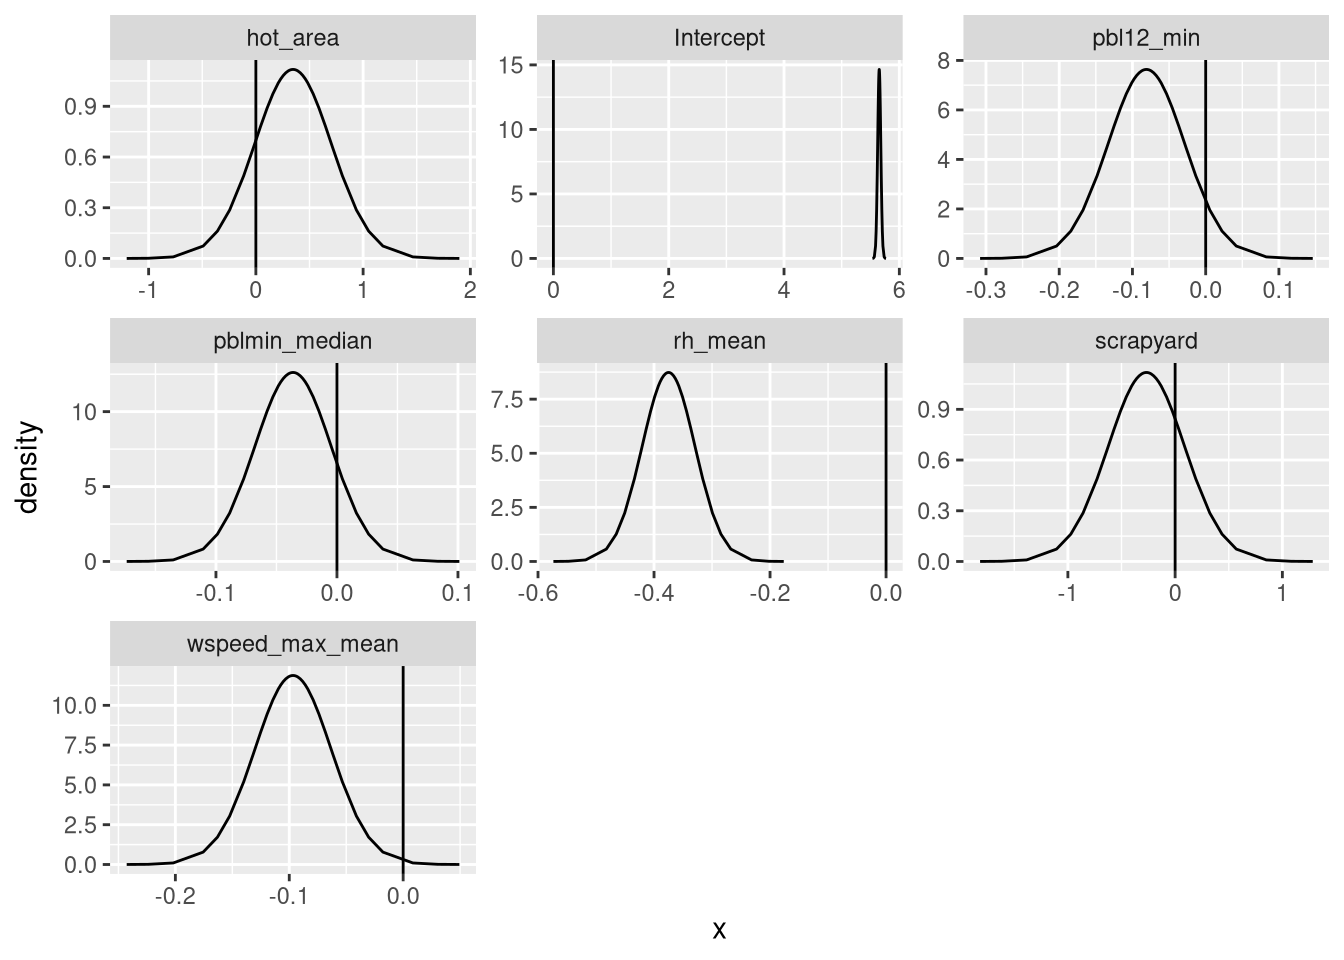 hot_area
Intercept
pbl12_min
0.9
0.6
0.3
0.0
-1 0 1 2
15
10
5
0
0 2 4 6
8
6
4
2
0
-0.3 -0.2 -0.1 0.0 0.1
pblmin_median
rh_mean
scrapyard
10
5
0
-0.1 0.0 0.1
7.5
5.0
2.5
0.0
-0.6 -0.4 -0.2 0.0
0.9
0.6
0.3
0.0
-1 0 1
wspeed_max_mean
10.0
7.5
5.0
2.5
0.0
-0.2 -0.1 0.0
density
x